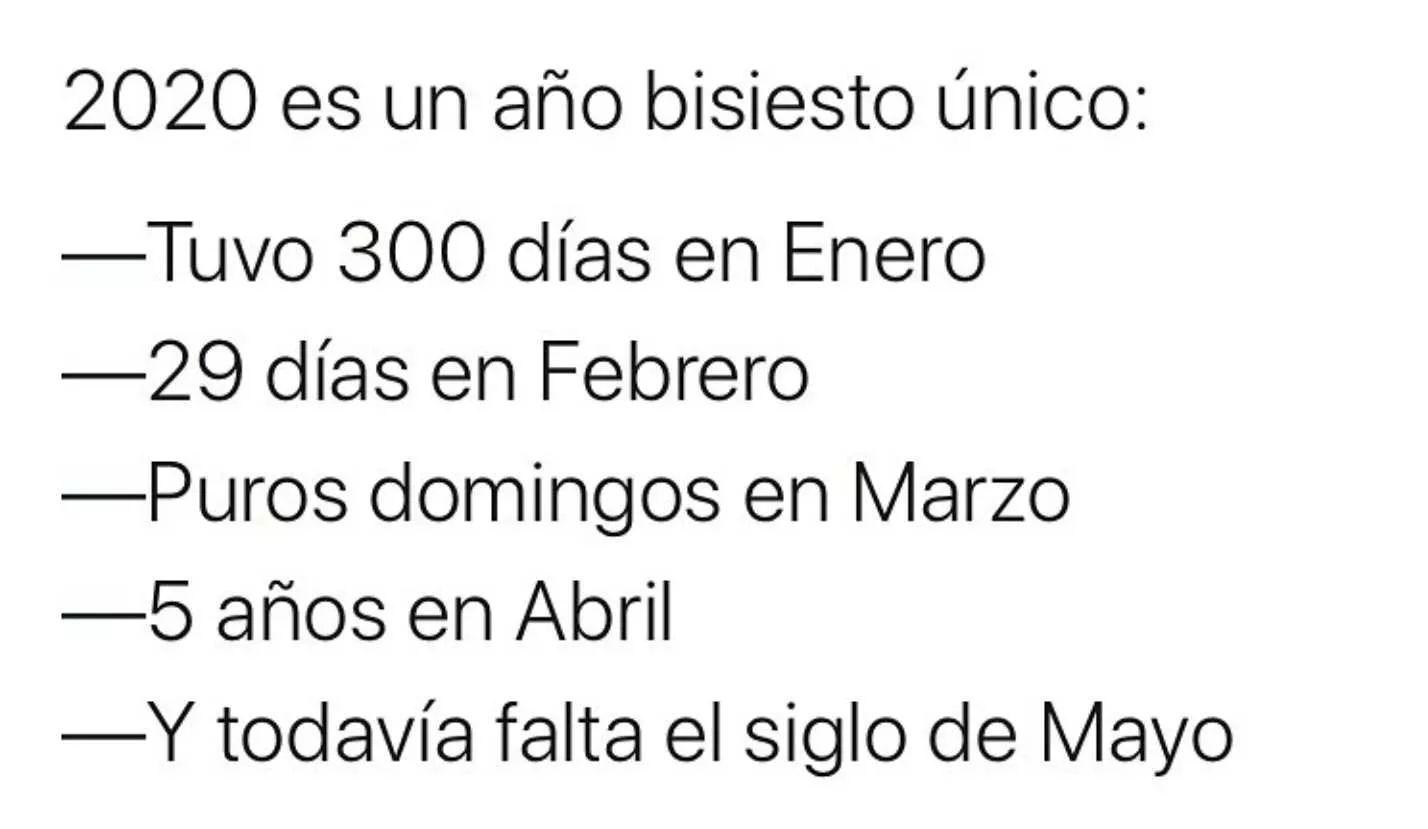 2020 es un año bisiesto único:
—Tuvo 300 días en Enero
—29 días en Febrero
—Puros domingos en Marzo
—5 años en Abril
—Y todavía falta el siglo de Mayo